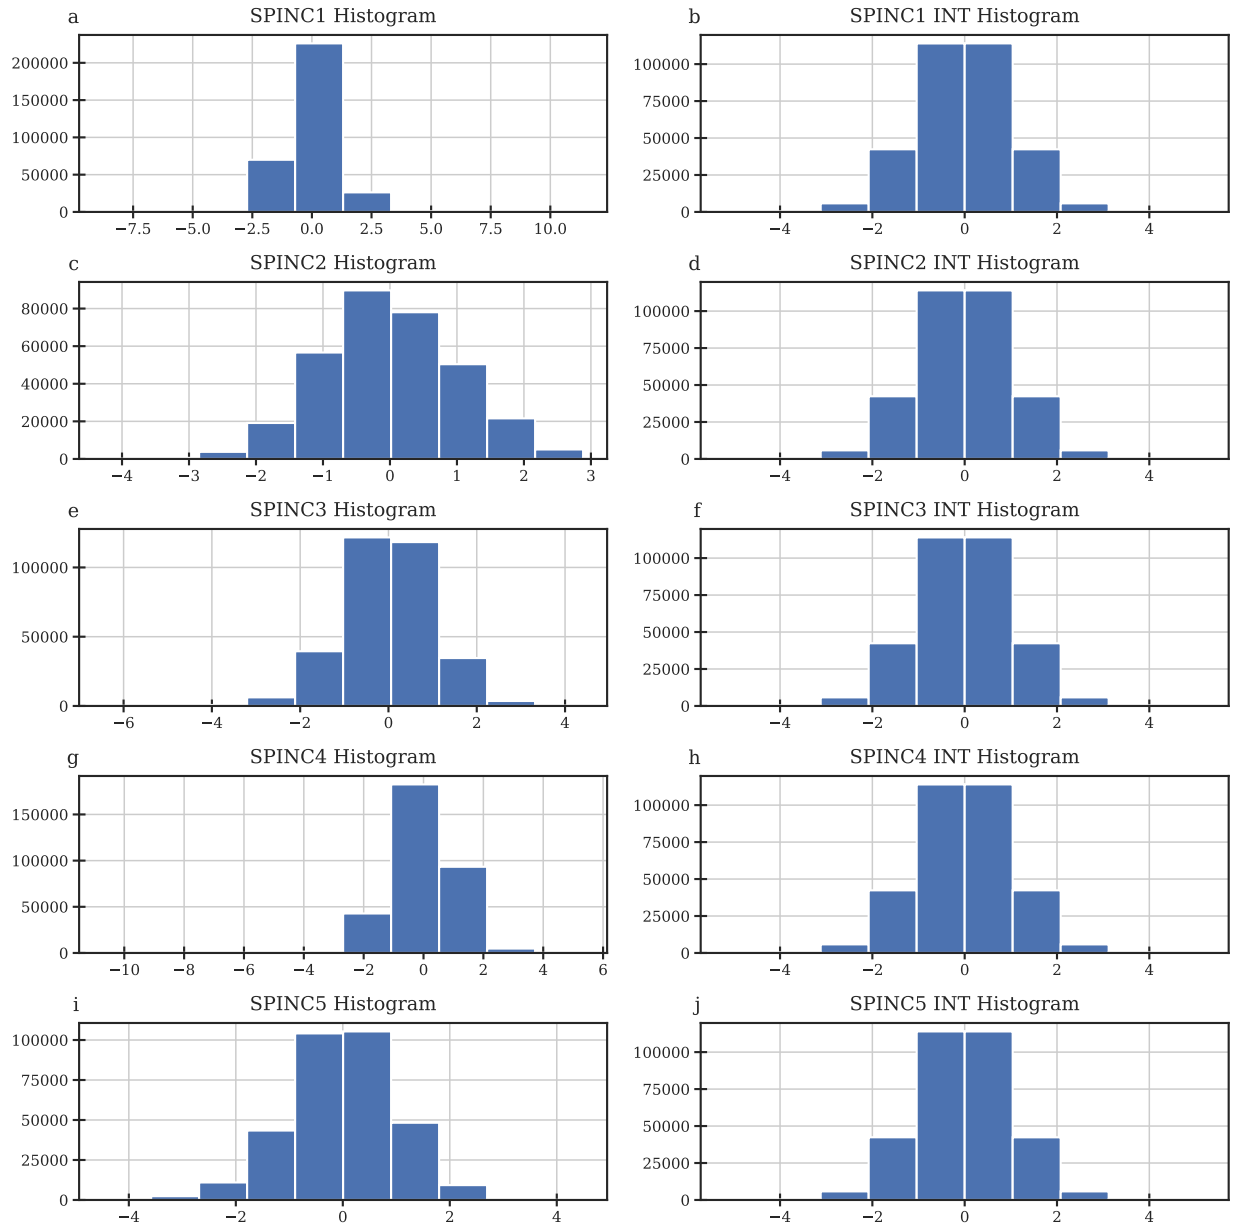 a SPINC1 Histogram
200000
150000
100000
50000
0
−7.5 −5.0 −2.5 0.0 2.5 5.0 7.5 10.0
b SPINC1 INT Histogram
100000
75000
50000
25000
0
−4 −2 0 2 4
c SPINC2 Histogram
80000
60000
40000
20000
0
−4 −3 −2 −1 0 1 2 3
d SPINC2 INT Histogram
100000
75000
50000
25000
0
−4 −2 0 2 4
e SPINC3 Histogram
100000
50000
0
−6 −4 −2 0 2 4
f SPINC3 INT Histogram
100000
75000
50000
25000
0
−4 −2 0 2 4
g SPINC4 Histogram
150000
100000
50000
0
−10 −8 −6 −4 −2 0 2 4 6
h SPINC4 INT Histogram
100000
75000
50000
25000
0
−4 −2 0 2 4
i SPINC5 Histogram
100000
75000
50000
25000
0
−4 −2 0 2 4
j SPINC5 INT Histogram
100000
75000
50000
25000
0
−4 −2 0 2 4